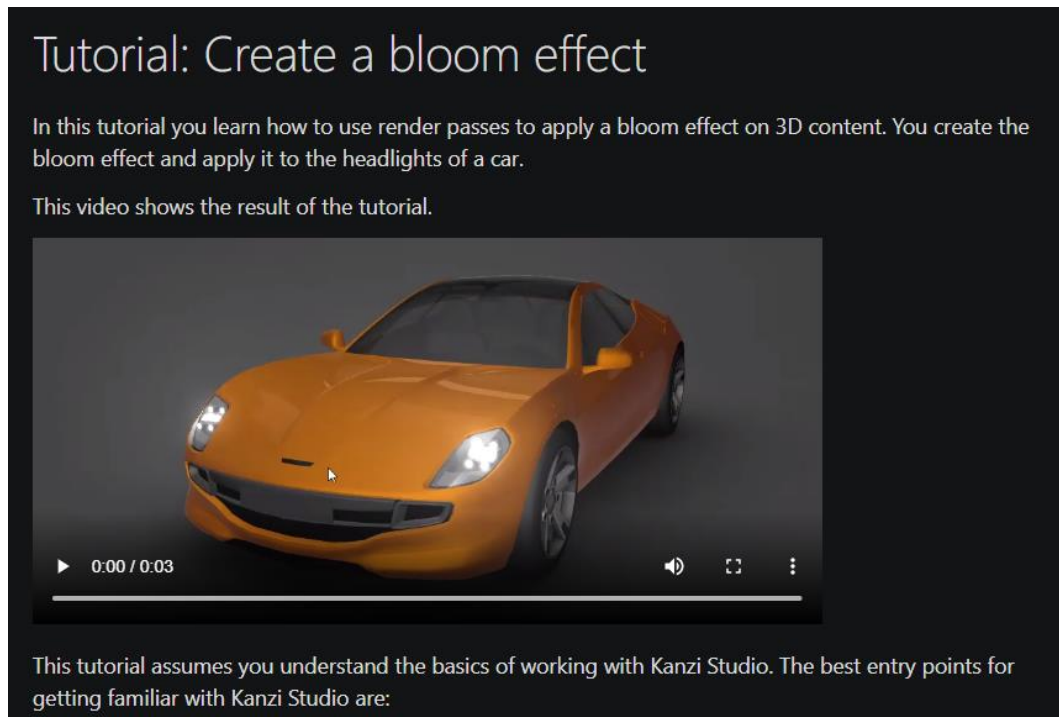 Tutorial: Create a bloom effect
In this tutorial you learn how to use render passes to apply a bloom effect on 3D content. You create the
bloom effect and apply it to the headlights of a car.
This video shows the result of the tutorial.
0:00 / 0:03
This tutorial assumes you understand the basics of working with Kanzi Studio. The best entry points for
getting familiar with Kanzi Studio are: